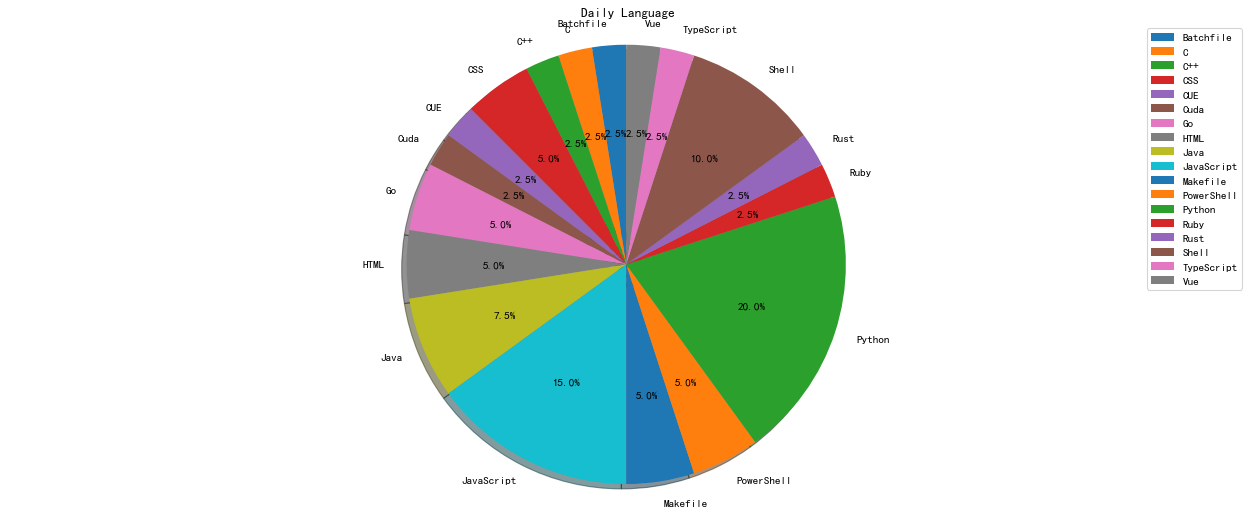 Daily Language
Batchfile
C
C++
CSS
CUE
Cuda
Go
HTML
Java
JavaScript
Makefile
PowerShell
Python
Ruby
Rust
Shell
TypeScript
Vue
2.5%
2.5%
2.5%
5.0%
2.5%
2.5%
5.0%
5.0%
7.5%
15.0%
5.0%
5.0%
20.0%
2.5%
2.5%
10.0%
2.5%
2.5%
Batchfile
C
C++
CSS
CUE
Cuda
Go
HTML
Java
JavaScript
Makefile
PowerShell
Python
Ruby
Rust
Shell
TypeScript
Vue